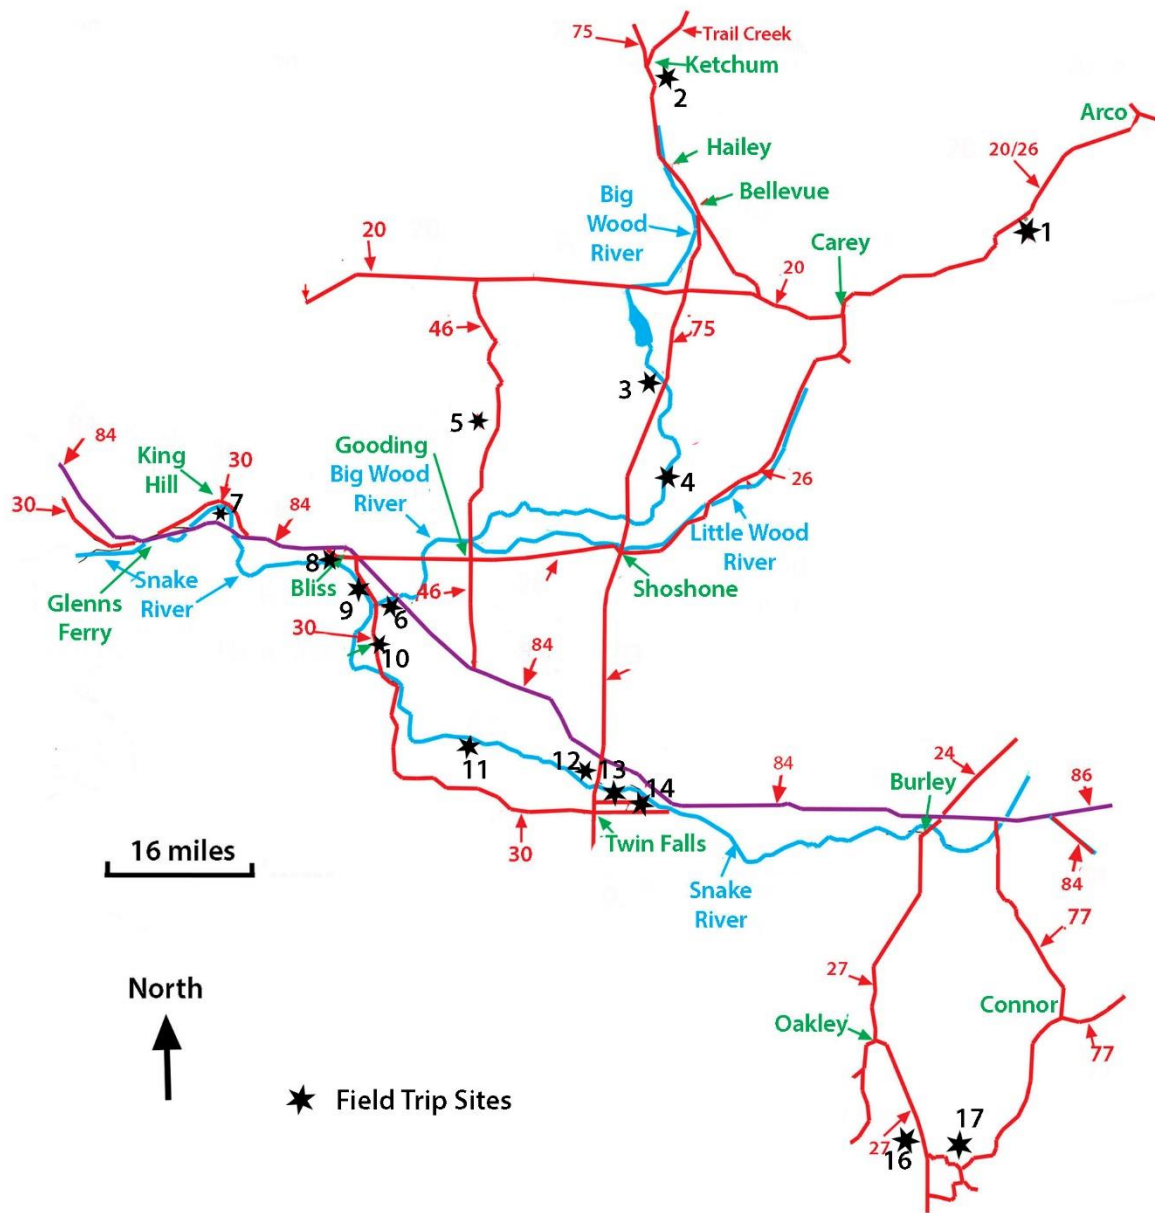 75
Trail Creek
Ketchum
2
Arco
20/26
Hailey
Bellevue
Big
Wood
River
1
Carey
20
20
46
75
3
5
84
King
Hill
30
Gooding
Big Wood
River
4
26
30
7
84
Little Wood
River
Snake
River
8
Bliss
Shoshone
Glenns
Ferry
9
6
46
30
10
84
11
12
13
14
84
24
86
Burley
Twin Falls
30
16 miles
84
Snake
River
77
27
North
Connor
Oakley
77
Field Trip Sites
17
27
16